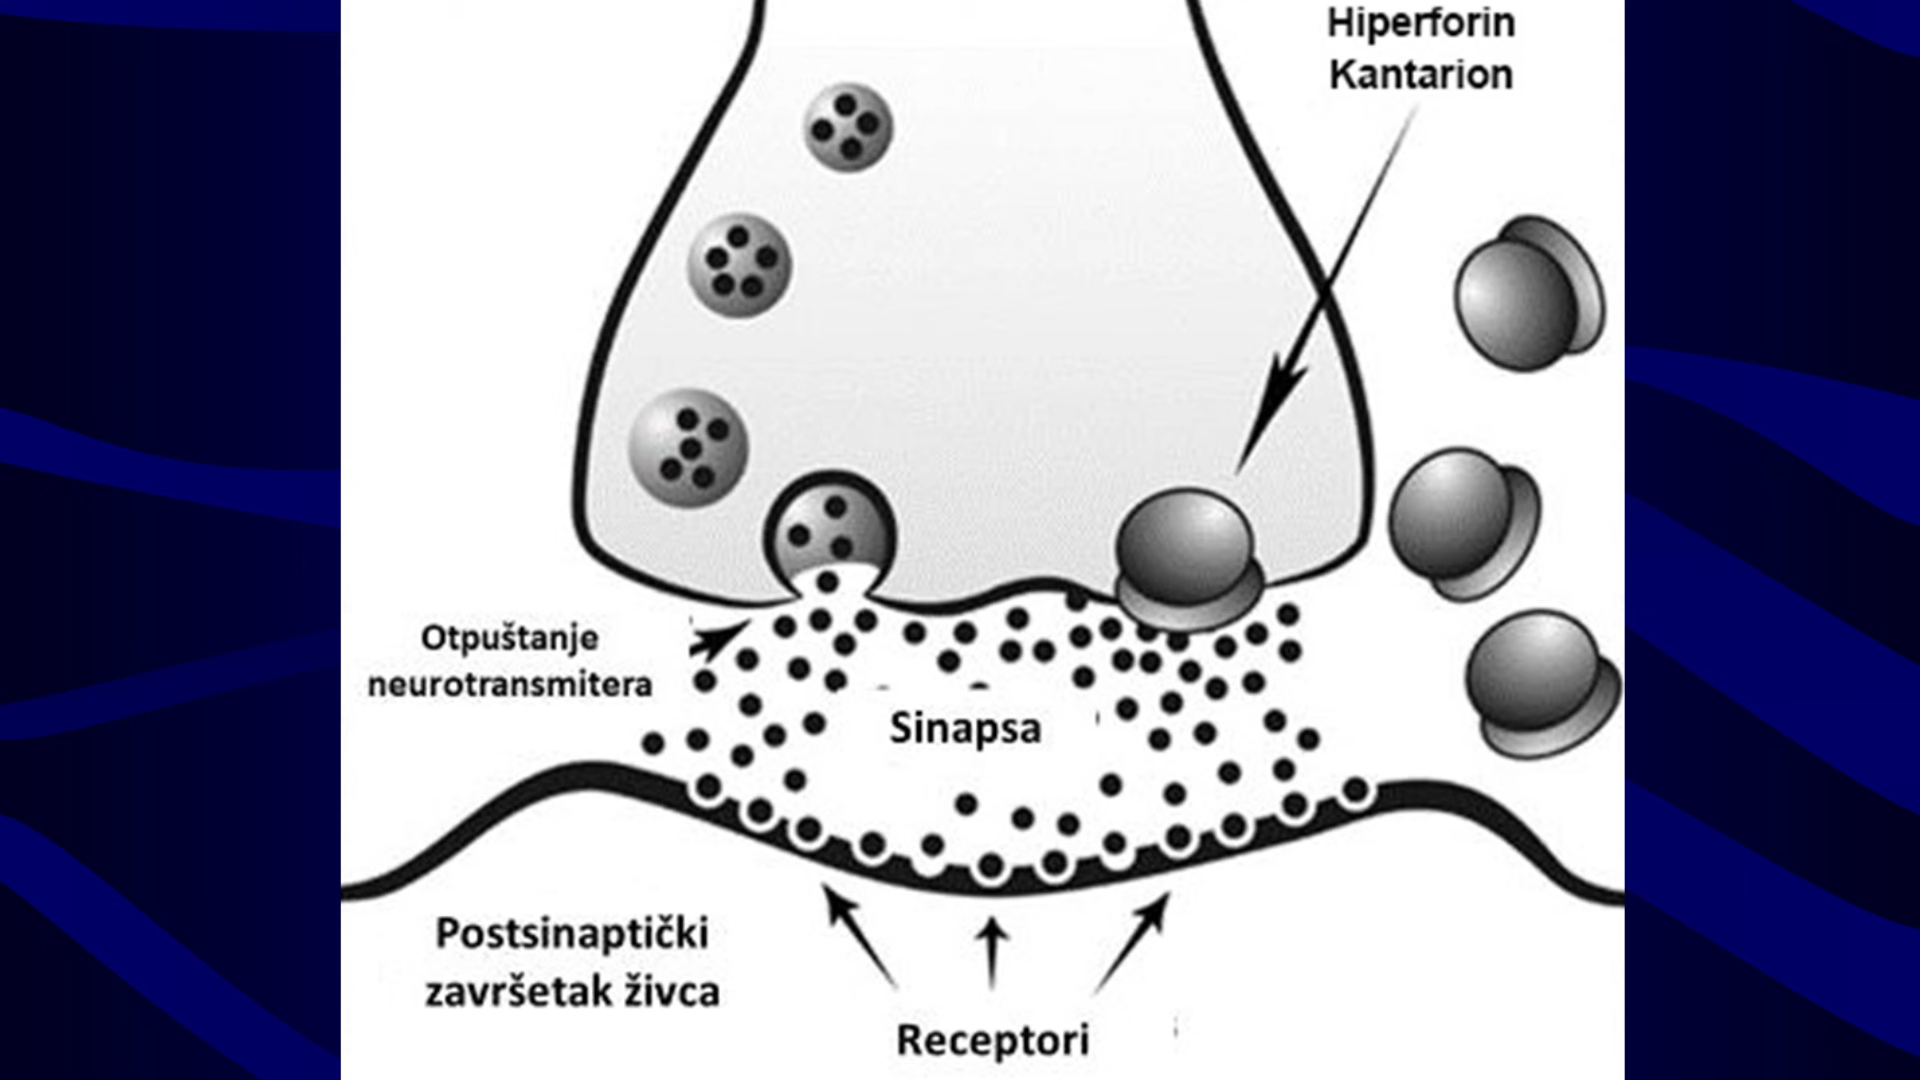 Hiperforin
Kantarion
Otpuštanje
neurotransmitera
Sinapsa
Postsinaptički
završetak živca
Receptori